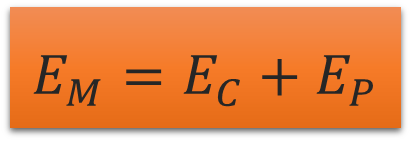 E_M = E_C + E_P